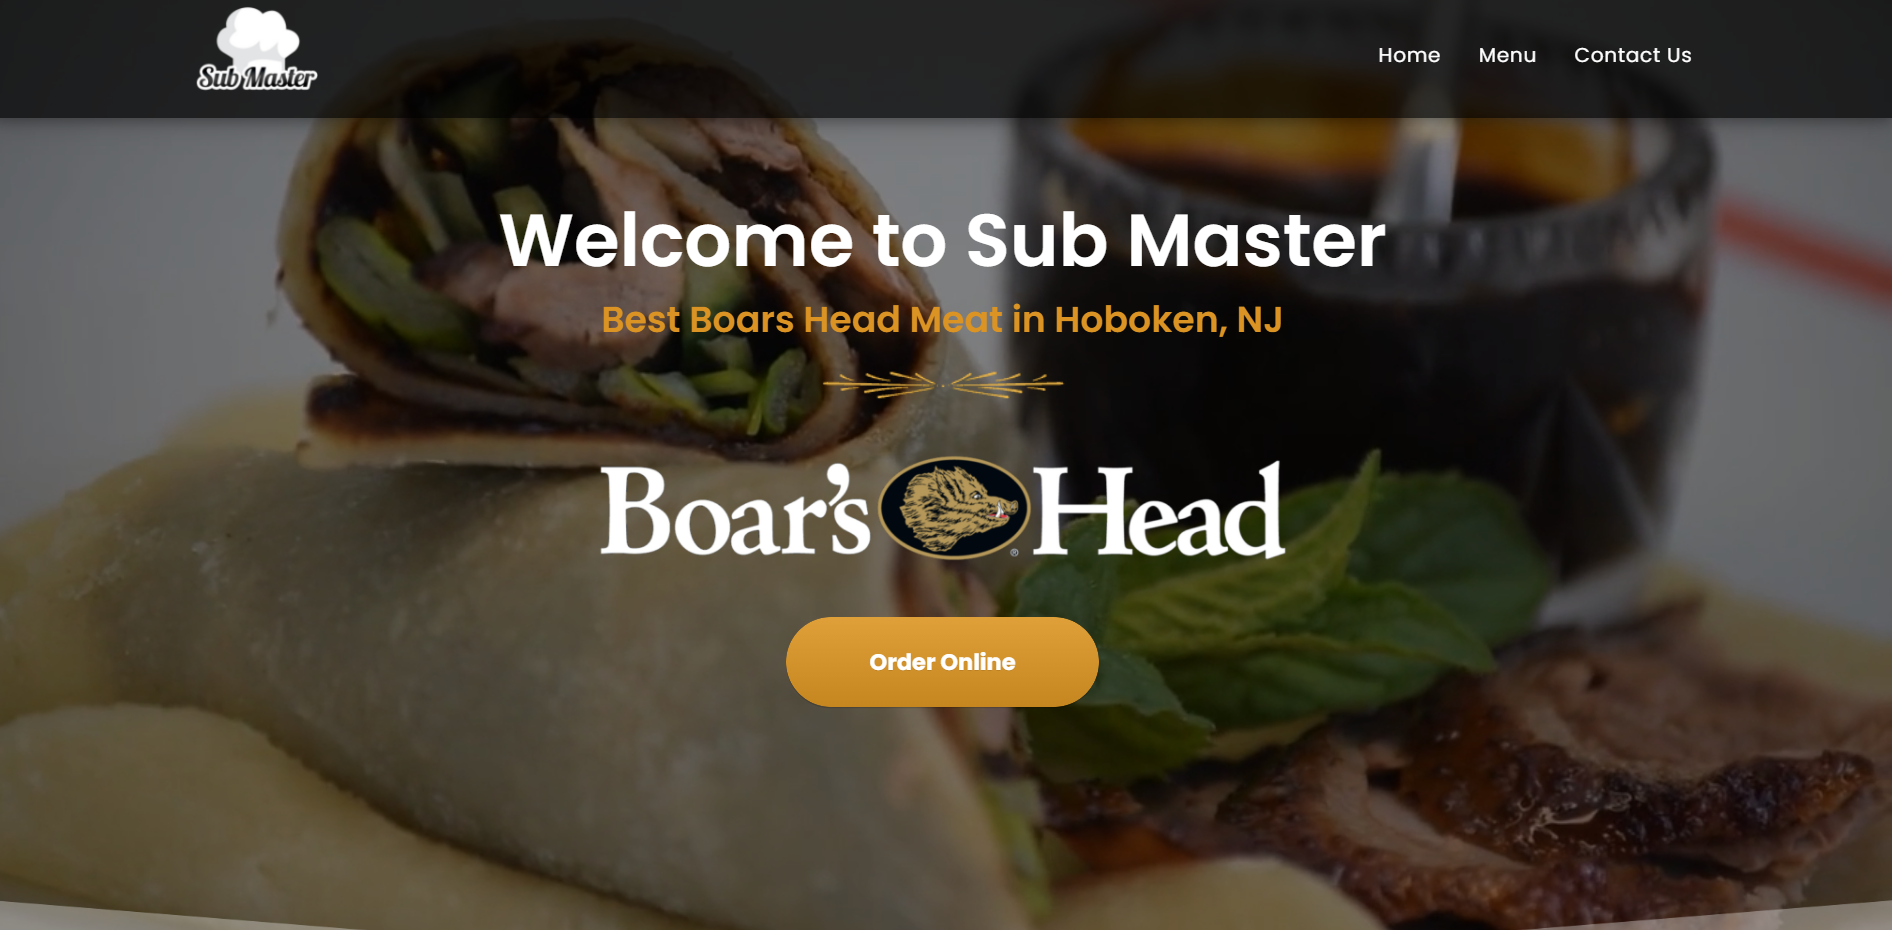 Sub Master
Home
Menu
Contact Us
Welcome to Sub Master
Best Boars Head Meat in Hoboken, NJ
Boar's Head
®
Order Online